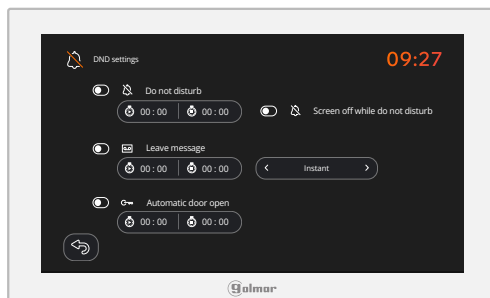 DND settings
09:27
Do not disturb
00:00 00:00
Screen off while do not disturb
Leave message
00:00 00:00
< Instant >
Automatic door open
00:00 00:00
golmar